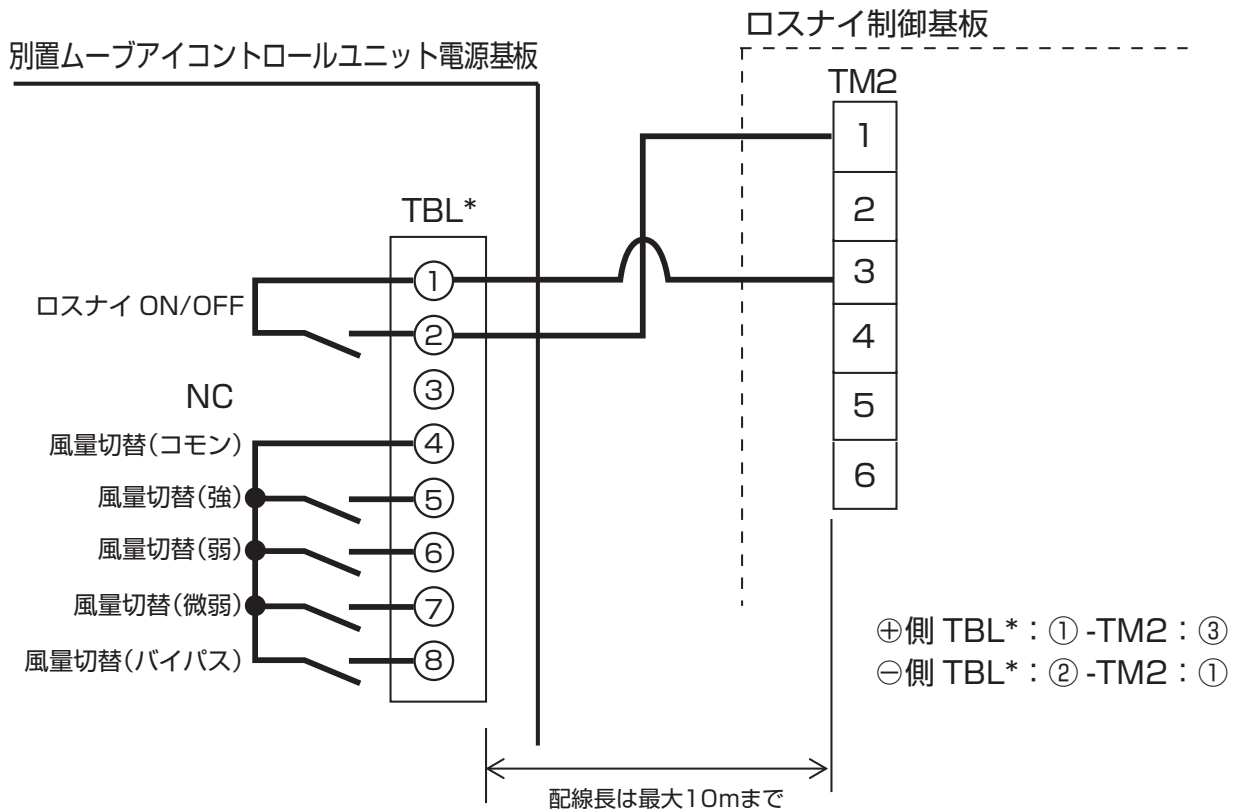 ロスナイ制御基板
別置ムーブアイコントロールユニット電源基板
TM2
1
2
3
4
5
6
TBL*
①
②
③
④
⑤
⑥
⑦
⑧
ロスナイ ON/OFF
NC
風量切替(コモン)
風量切替(強)
風量切替(弱)
風量切替(微弱)
風量切替(バイパス)
⊕側 TBL*：①-TM2：③
⊖側 TBL*：②-TM2：①
配線長は最大10mまで